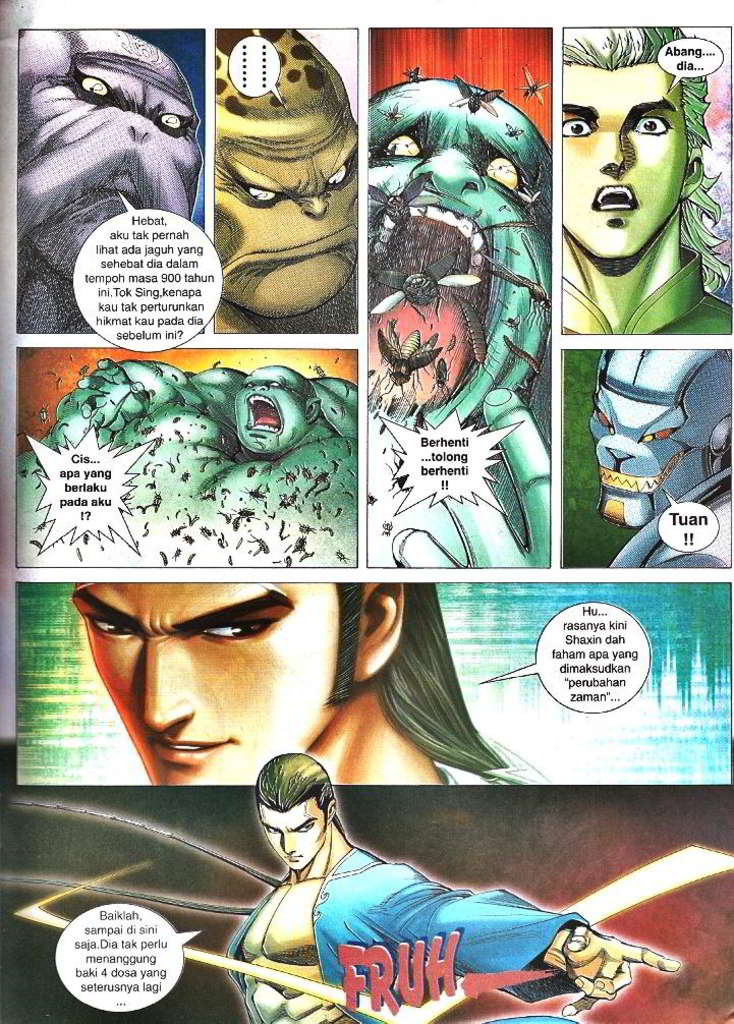 Hebat,
aku tak pernah
lihat ada jaguh yang
sehebat dia dalam
tempoh masa 900 tahun
ini.Tok Sing,kenapa
kau tak perturunkan
hikmat kau pada dia
sebelum ini?
Abang....
dia...
Cis...
apa yang
berlaku
pada aku
!?
Berhenti
...tolong
berhenti
!!
Tuan
!!
Hu...
rasanya kini
Shaxin dah
faham apa yang
dimaksudkan
"perubahan
zaman"...
Baiklah,
sampai di sini
saja.Dia tak perlu
menanggung
baki 4 dosa yang
seterusnya lagi
...
FRUH